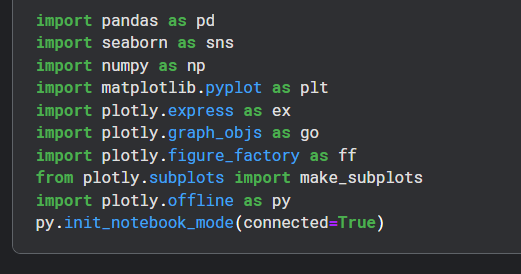 import pandas as pd
import seaborn as sns
import numpy as np
import matplotlib.pyplot as plt
import plotly.express as ex
import plotly.graph_objs as go
import plotly.figure_factory as ff
from plotly.subplots import make_subplots
import plotly.offline as py
py.init_notebook_mode(connected=True)